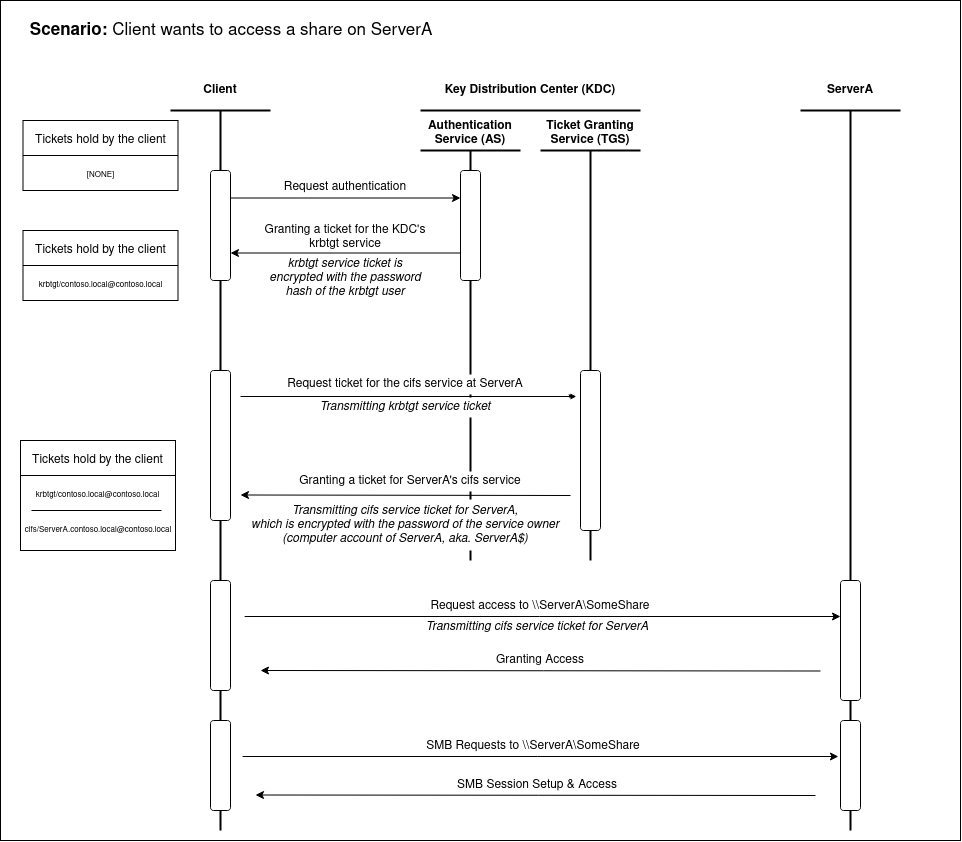 Scenario: Client wants to access a share on ServerA
Client
Key Distribution Center (KDC)
ServerA
Authentication
Service (AS)
Ticket Granting
Service (TGS)
Tickets hold by the client
[NONE]
Request authentication
Granting a ticket for the KDC's
krbtgt service
krbtgt service ticket is
encrypted with the password
hash of the krbtgt user
Tickets hold by the client
krbtgt/contoso.local@contoso.local
Request ticket for the cifs service at ServerA
Transmitting krbtgt service ticket
Tickets hold by the client
krbtgt/contoso.local@contoso.local
cifs/ServerA.contoso.local@contoso.local
Granting a ticket for ServerA's cifs service
Transmitting cifs service ticket for ServerA,
which is encrypted with the password of the service owner
(computer account of ServerA, aka. ServerA$)
Request access to \\ServerA\SomeShare
Transmitting cifs service ticket for ServerA
Granting Access
SMB Requests to \\ServerA\SomeShare
SMB Session Setup & Access